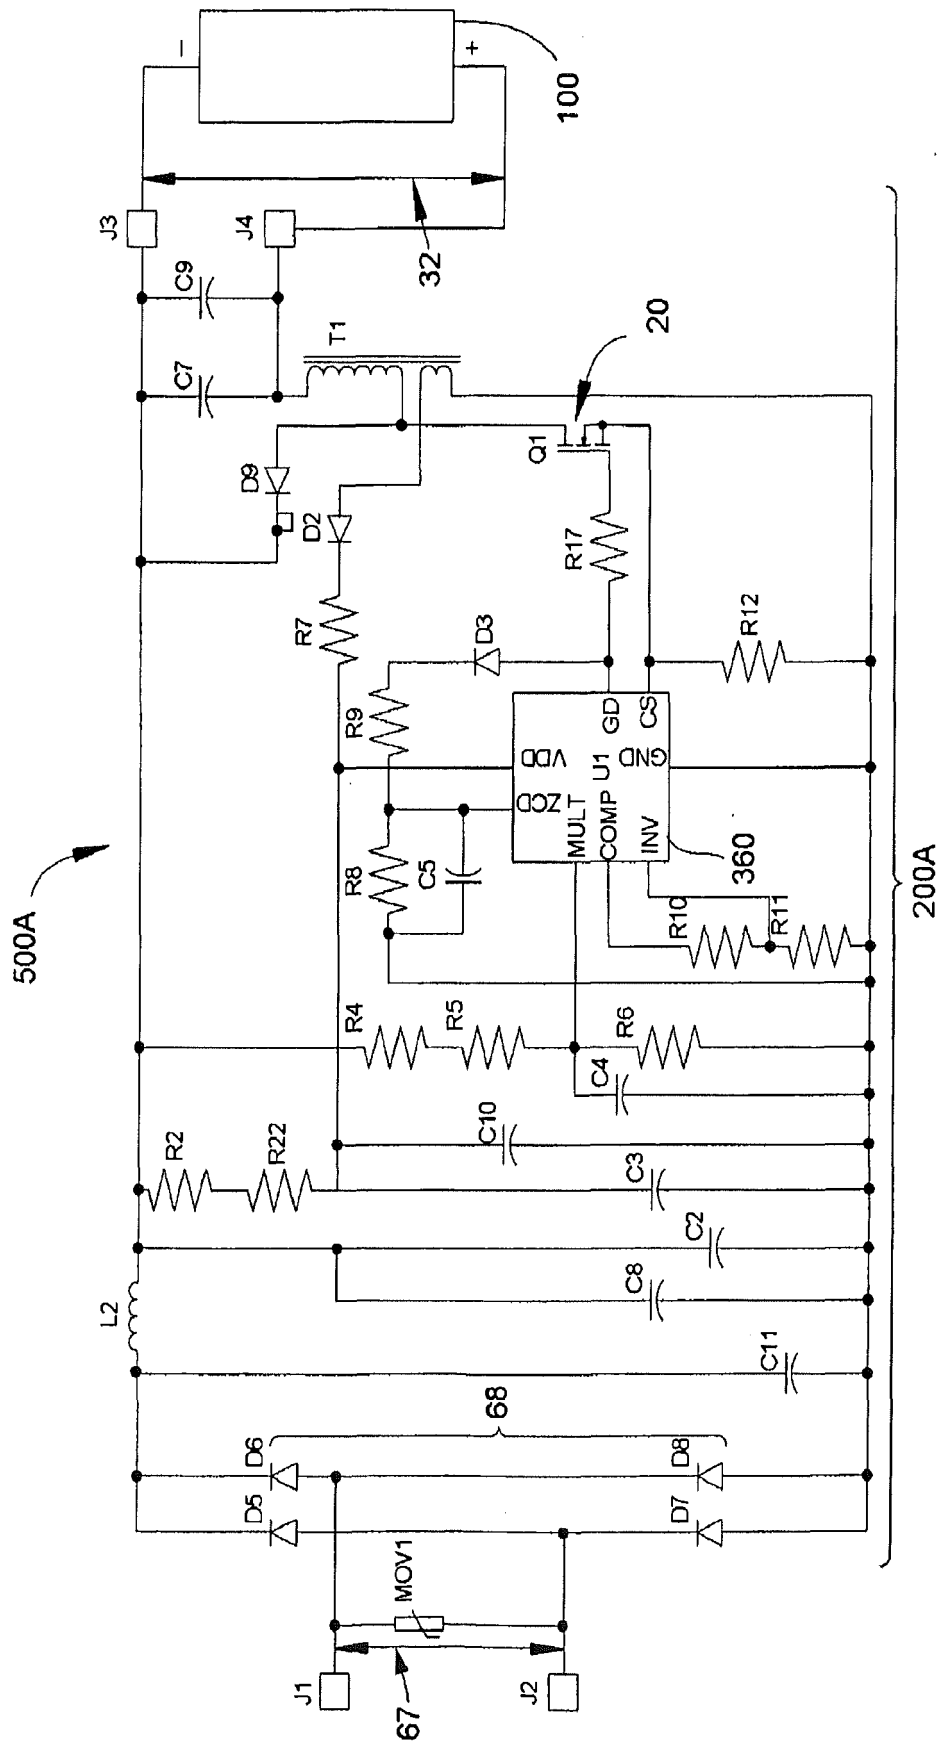 500A
J3
C9
C7
J4
−
+
100
32
T1
20
D9
D2
R7
Q1
R17
D3
R12
R9
R8
C5
VDD
ZCD
GD
CS
U1
GND
MULT
COMP
INV
360
R10
R11
R4
R5
R6
C4
C10
R2
R22
C3
C2
C8
L2
C11
68
D6
D5
D8
D7
MOV1
J1
J2
67
200A